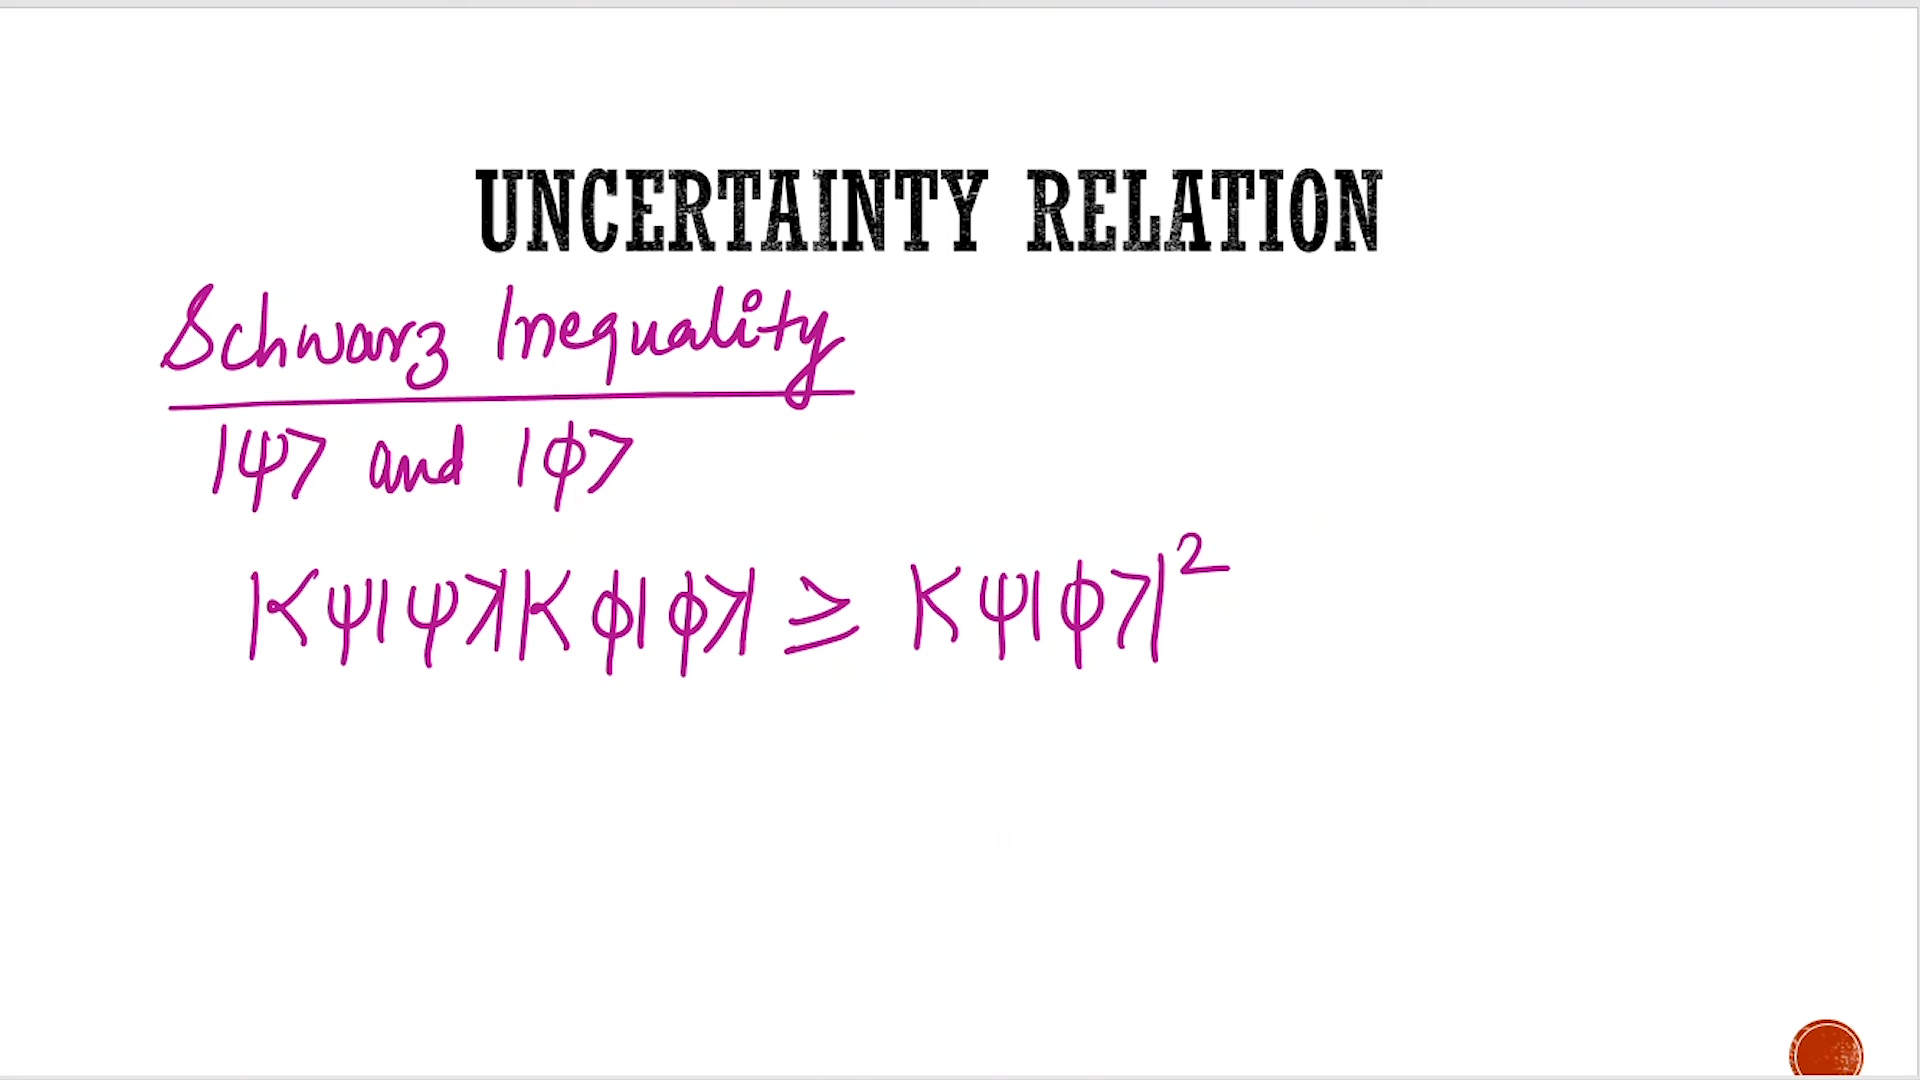 UNCERTAINTY RELATION
Schwarz Inequality
|ψ> and |ϕ>
|<ψ|ψ>||<ϕ|ϕ>| ≥ |<ψ|ϕ>|²